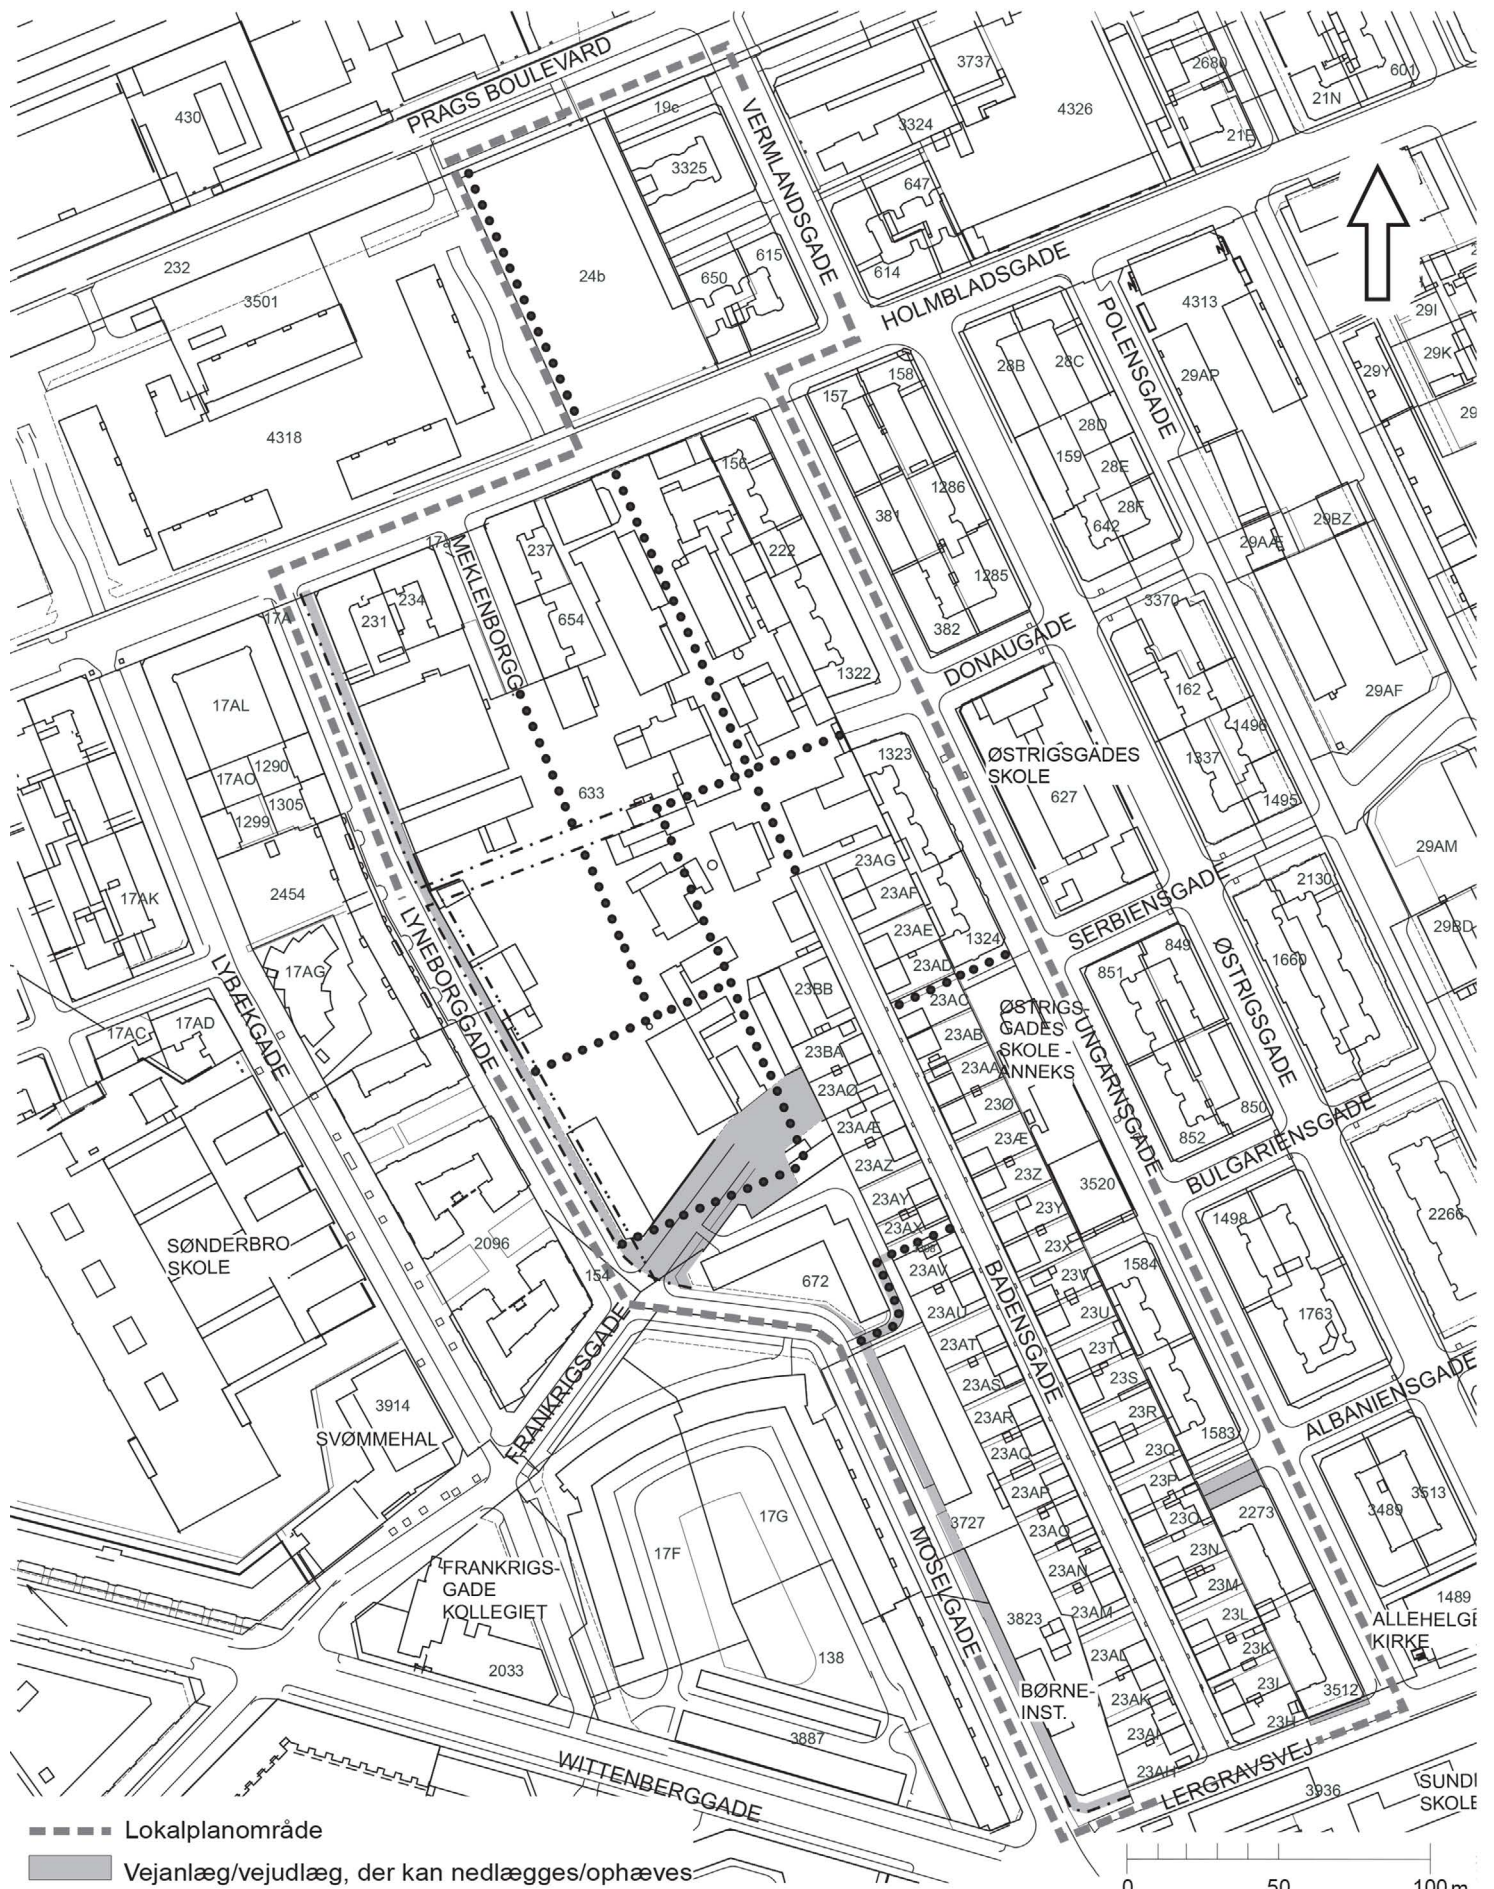 PRAGS BOULEVARD
430
19c
3737
2680
601
21N
4326
3324
21E
3325
VERMLANDSGADE
647
232
3501
24b
650
615
614
HOLMBLADSGADE
4313
29I
29K
29Y
29
28B
28C
POLENSGADE
29AP
4318
157
158
28D
159
28E
28F
642
156
1286
381
29BZ
29AÆ
237
222
1285
382
17A
MEKLENBORGG
234
231
654
1322
DONAUGADE
3370
162
1496
1337
1495
29AF
17AL
1290
17AO
1305
1299
633
1323
ØSTRIGSGADES
SKOLE
627
29AM
2454
17AK
23AG
23AF
23AE
1324
23AD
23AC
SERBIENSGADE
2130
29BD
LYNEBORGGADE
LYBÆKGADE
17AG
17AC
17AD
23BB
23BA
23AØ
23AB
23AA
ØSTRIGS-
GADES
SKOLE -
ANNEKS
849
851
ØSTRIGSGADE
1660
UNGARNSGADE
23Ø
850
852
BULGARIENSGADE
23AÆ
23Æ
23AZ
23Z
3520
23AY
23Y
1498
2266
23AX
23X
SØNDERBRO
SKOLE
2096
154
672
23AV
23V
1584
BADENSGADE
23AU
23U
1763
23AT
23T
23AS
23S
FRANKRIGSGADE
3914
SVØMMEHAL
23AR
23R
1583
ALBANIENSGADE
23AQ
23Q
23AP
23P
3513
3489
17G
17F
3727
23AO
23O
2273
MOSELGADE
23AN
23N
FRANKRIGS-
GADE
KOLLEGIET
23AM
23M
1489
3823
23L
ALLEHELGE
KIRKE
138
2033
23AL
23K
BØRNE-
INST.
23AK
23I
3512
23AI
23H
3887
23AH
LERGRAVSVEJ
WITTENBERGGADE
3936
SUND
SKOLE
Lokalplanområde
Vejanlæg/vejudlæg, der kan nedlægges/ophæves
0 50 100 m